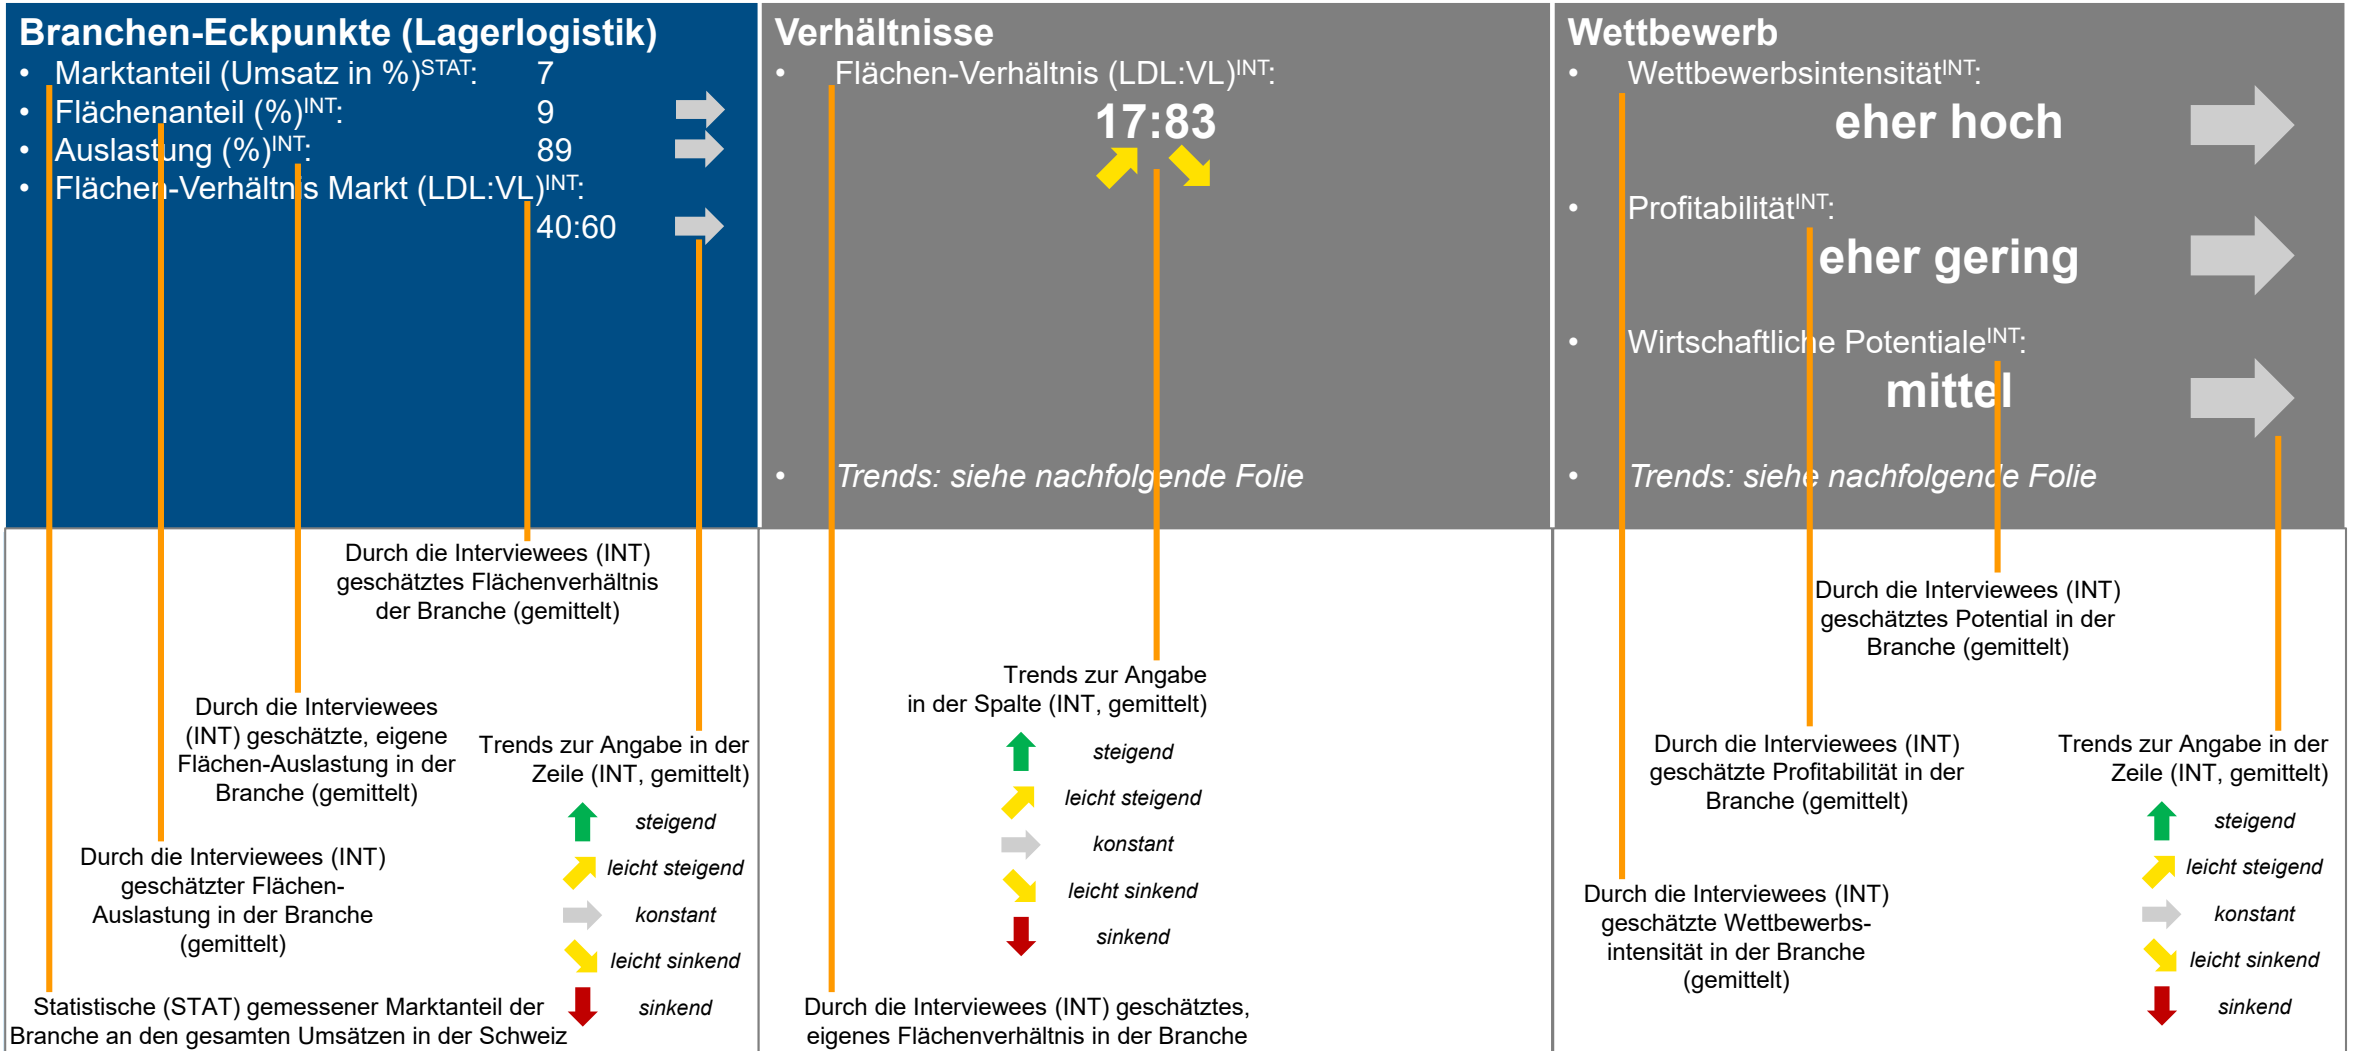 Branchen-Eckpunkte (Lagerlogistik)
• Marktanteil (Umsatz in %)STAT: 7
• Flächenanteil (%)INT: 9
• Auslastung (%)INT: 89
• Flächen-Verhältnis Markt (LDL:VL)INT:
40:60
Verhältnisse
• Flächen-Verhältnis (LDL:VL)INT:
17:83
• Trends: siehe nachfolgende Folie
Wettbewerb
• WettbewerbsintensitätINT:
eher hoch
• ProfitabilitätINT:
eher gering
• Wirtschaftliche PotentialeINT:
mittel
• Trends: siehe nachfolgende Folie
Durch die Interviewees (INT)
geschätztes Flächenverhältnis
der Branche (gemittelt)
Durch die Interviewees
(INT) geschätzte, eigene
Flächen-Auslastung in der
Branche (gemittelt)
Trends zur Angabe in der
Zeile (INT, gemittelt)
steigend
leicht steigend
konstant
leicht sinkend
sinkend
Durch die Interviewees (INT)
geschätzter Flächen-
Auslastung in der Branche
(gemittelt)
Statistische (STAT) gemessener Marktanteil der
Branche an den gesamten Umsätzen in der Schweiz
Trends zur Angabe
in der Spalte (INT, gemittelt)
steigend
leicht steigend
konstant
leicht sinkend
sinkend
Durch die Interviewees (INT) geschätztes,
eigenes Flächenverhältnis in der Branche
Durch die Interviewees (INT)
geschätztes Potential in der
Branche (gemittelt)
Durch die Interviewees (INT)
geschätzte Profitabilität in der
Branche (gemittelt)
Durch die Interviewees (INT)
geschätzte Wettbewerbs-
intensität in der Branche
(gemittelt)
Trends zur Angabe in der
Zeile (INT, gemittelt)
steigend
leicht steigend
konstant
leicht sinkend
sinkend